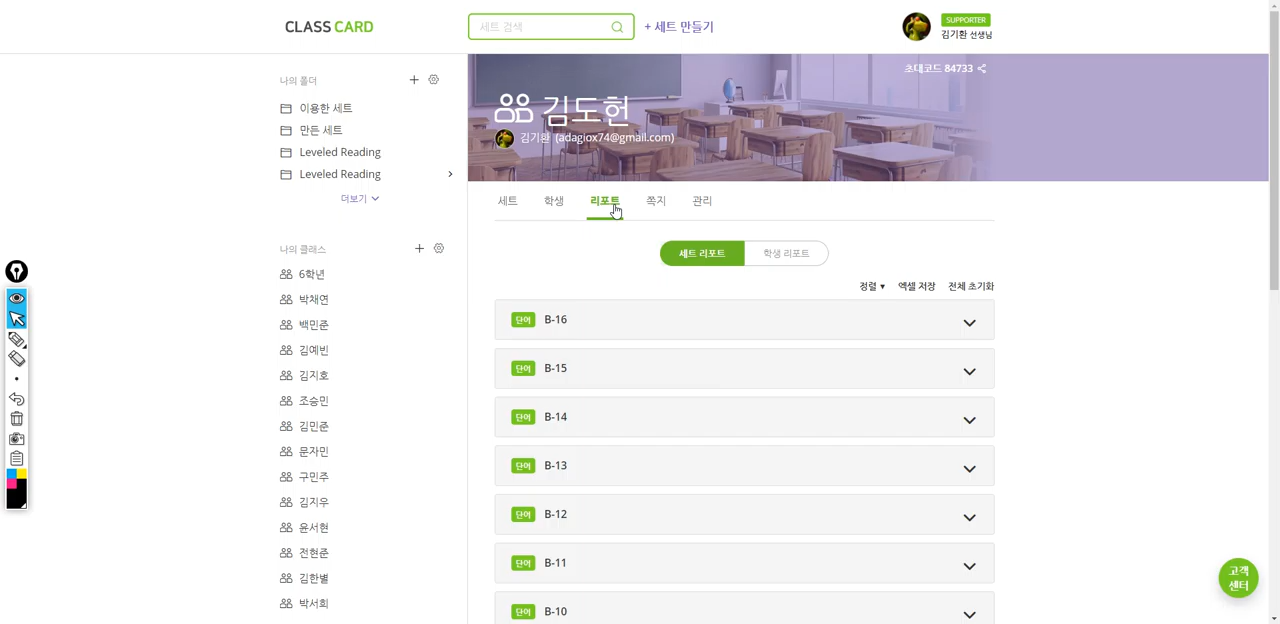 CLASS CARD
세트 검색
+ 세트 만들기
SUPPORTER
김기환 선생님
나의 폴더
이용한 세트
만든 세트
Leveled Reading
Leveled Reading
더보기
나의 클래스
6학년
박채연
백민준
김예빈
김지호
조승민
김민준
문자민
구민주
김지우
윤서현
전현준
김한별
박서희
초대코드 84733
김도헌
김기환 (adagiox74@gmail.com)
세트 학생 리포트 쪽지 관리
세트 리포트 학생 리포트
정렬 ▼ 엑셀 저장 전체 초기화
단어 B-16
단어 B-15
단어 B-14
단어 B-13
단어 B-12
단어 B-11
단어 B-10
고객
센터